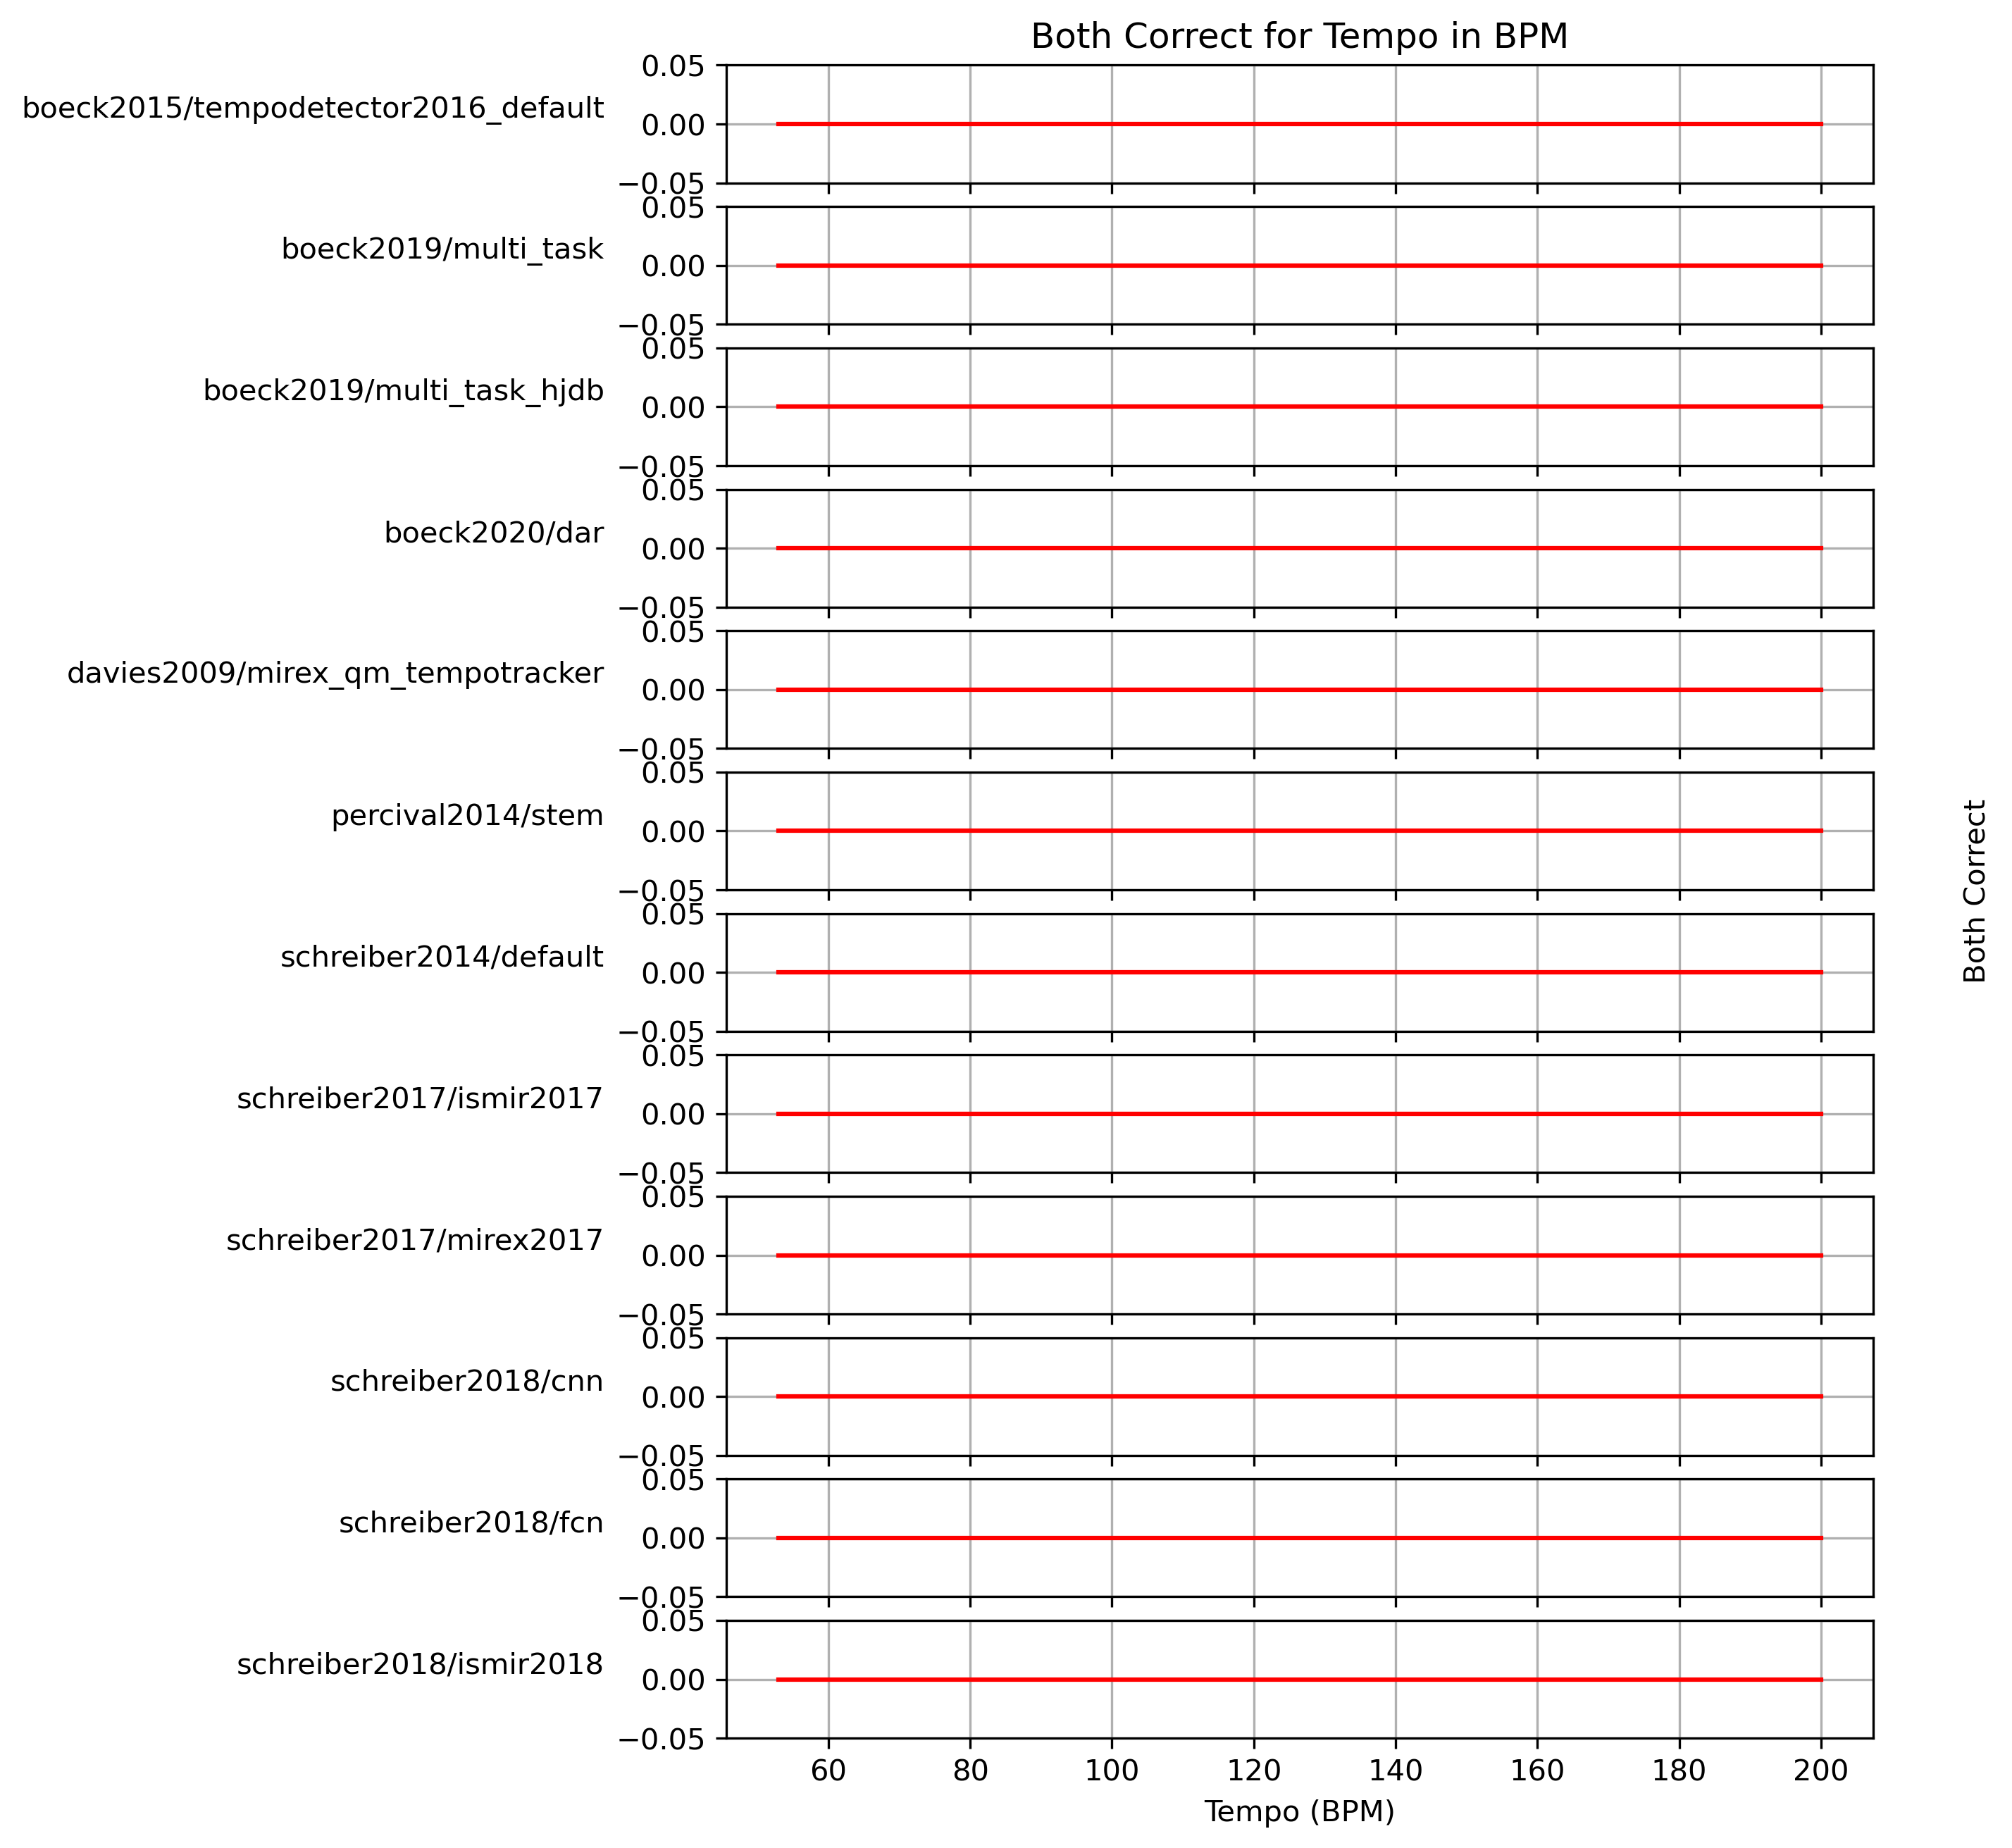 Both Correct for Tempo in BPM
boeck2015/tempodetector2016_default
0.05
0.00
−0.05
boeck2019/multi_task
0.05
0.00
−0.05
boeck2019/multi_task_hjdb
0.05
0.00
−0.05
boeck2020/dar
0.05
0.00
−0.05
davies2009/mirex_qm_tempotracker
0.05
0.00
−0.05
percival2014/stem
0.05
0.00
−0.05
schreiber2014/default
0.05
0.00
−0.05
schreiber2017/ismir2017
0.05
0.00
−0.05
schreiber2017/mirex2017
0.05
0.00
−0.05
schreiber2018/cnn
0.05
0.00
−0.05
schreiber2018/fcn
0.05
0.00
−0.05
schreiber2018/ismir2018
0.05
0.00
−0.05
60 80 100 120 140 160 180 200
Tempo (BPM)
Both Correct